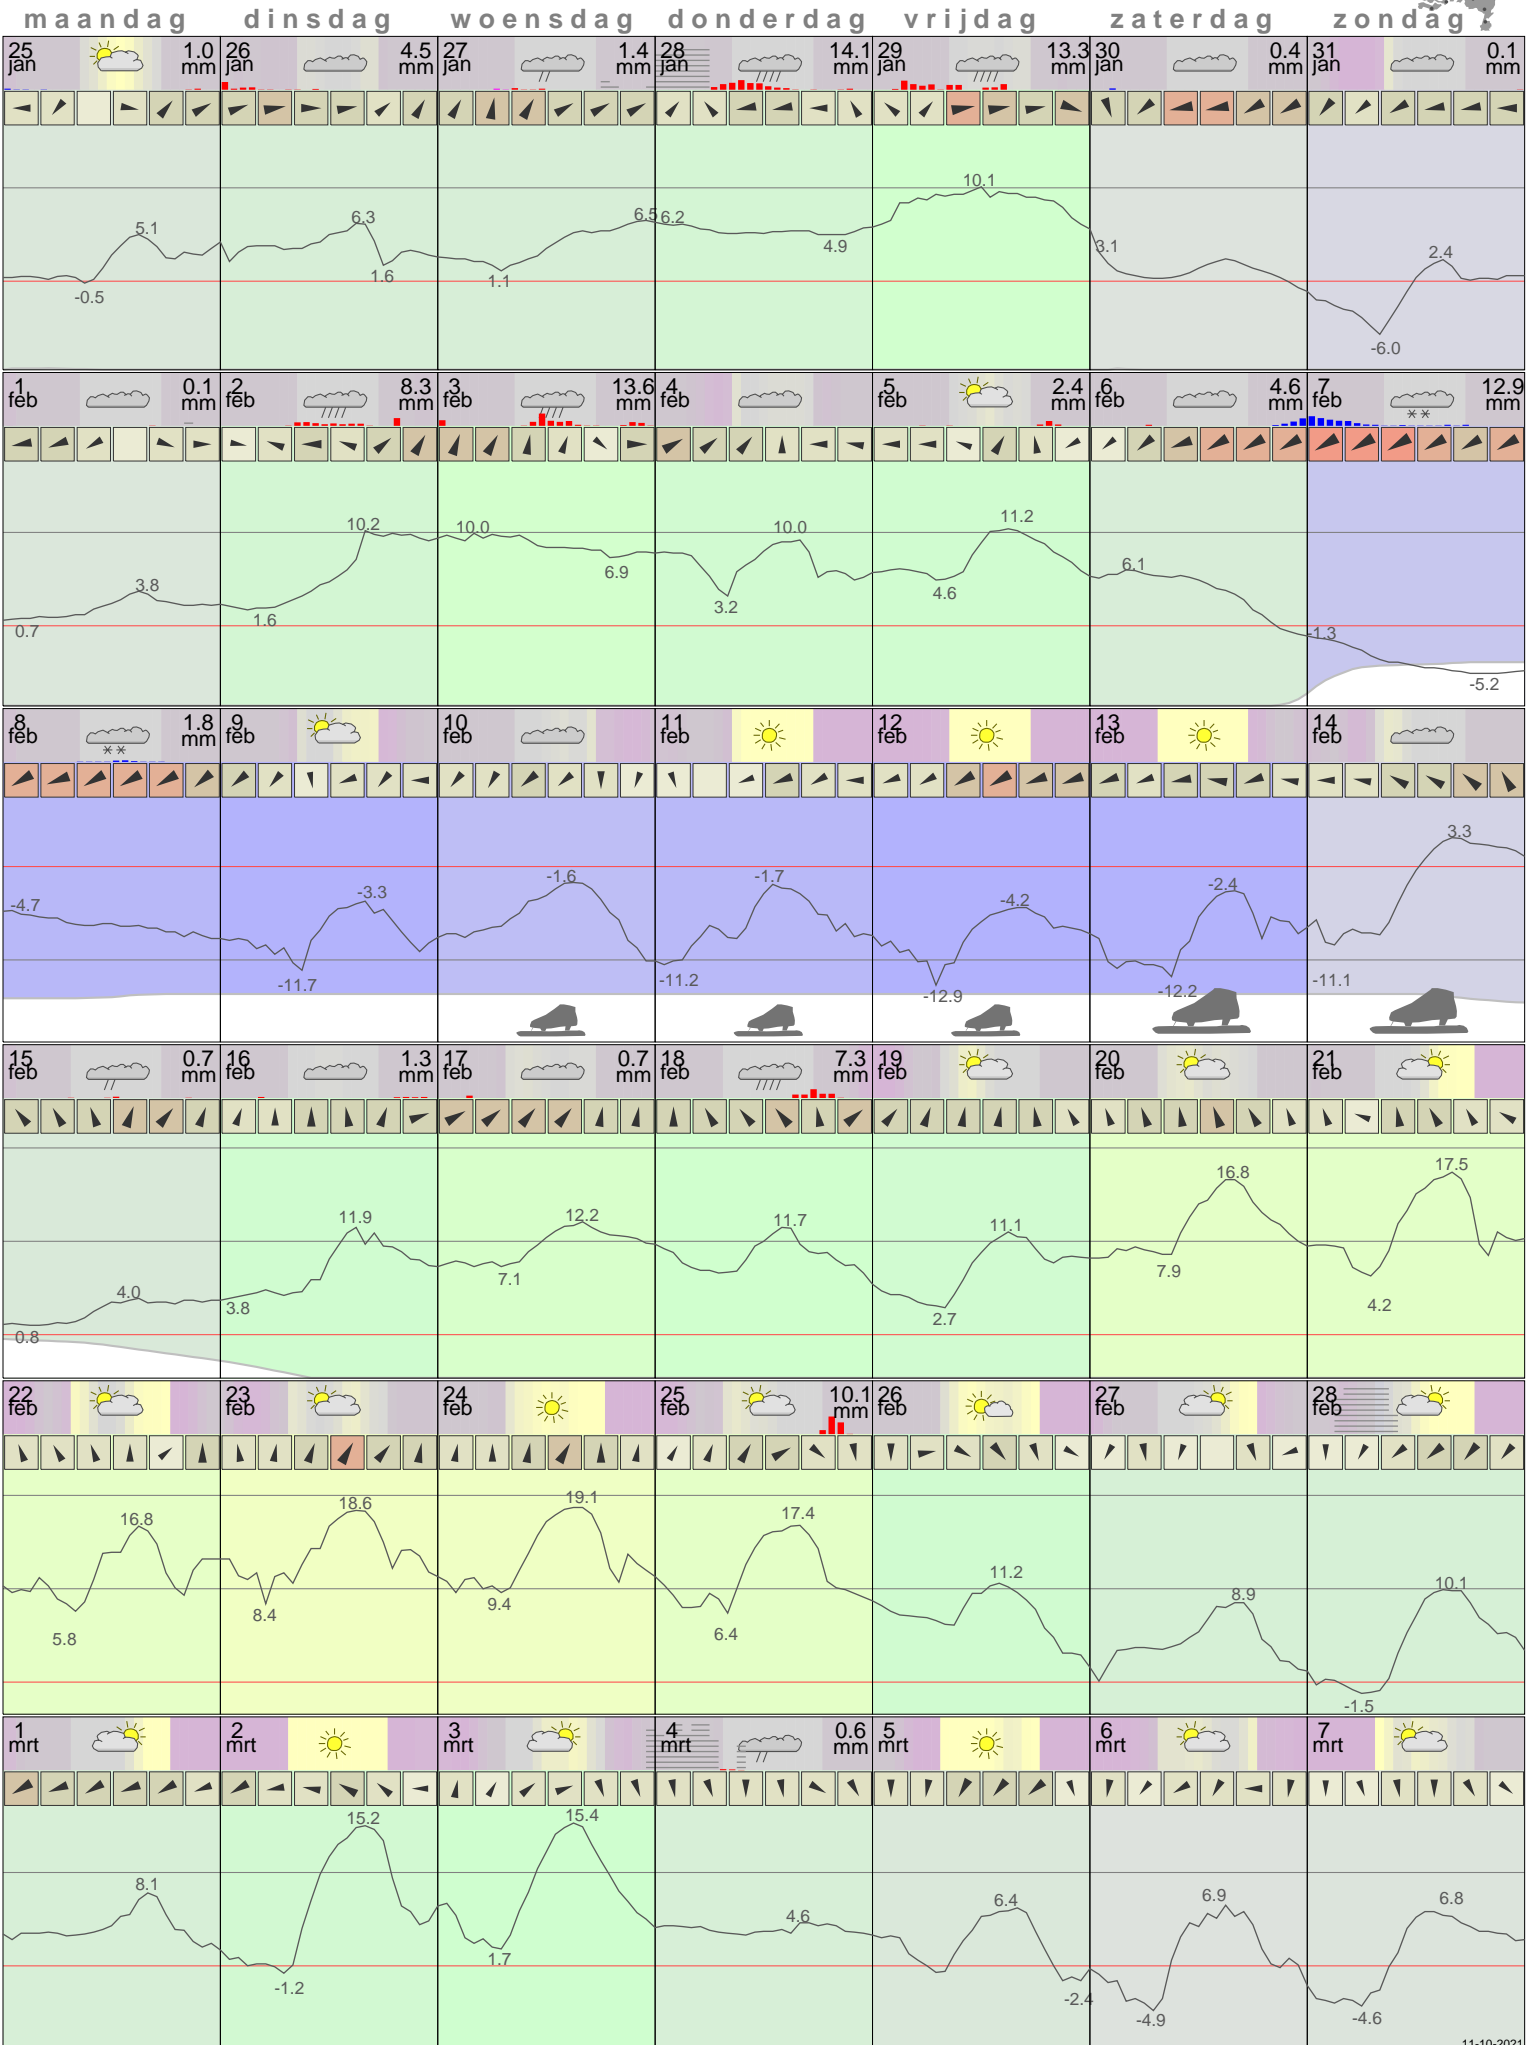 maandag dinsdag woensdag donderdag vrijdag zaterdag zondag
25 1.0 26 4.5 27 1.4 28 14.1 29 13.3 30 0.4 31 0.1
jan mm jan mm jan mm jan mm jan mm jan mm jan mm
10.1
6.3 6.5 6.2
5.1
4.9 3.1 2.4
1.6 1.1
-0.5
-6.0
1 0.1 2 8.3 3 13.6 4 5 2.4 6 4.6 7 12.9
feb mm feb mm feb mm feb feb mm feb mm feb mm
10.2 10.0 10.0 11.2
6.9 6.1
3.8 4.6
3.2
0.7 1.6 -1.3
-5.2
8 1.8 9 10 11 12 13 14
feb mm feb feb feb feb feb feb
3.3
-4.7 -3.3 -1.6 -1.7 -4.2 -2.4
-11.7 -11.2 -12.9 -12.2 -11.1
15 0.7 16 1.3 17 0.7 18 7.3 19 20 21
feb mm feb mm feb mm feb mm feb feb feb
16.8 17.5
11.9 12.2 11.7 11.1
7.1 7.9
4.0 3.8 2.7 4.2
0.8
22 23 24 25 10.1 26 27 28
feb feb feb feb mm feb feb feb
18.6 19.1
16.8 17.4
11.2 8.9 10.1
8.4 9.4
5.8 6.4
-1.5
1 2 3 4 0.6 5 6 7
mrt mrt mrt mrt mm mrt mrt mrt
15.2 15.4
8.1 6.4 6.9 6.8
4.6
1.7
-1.2 -2.4 -4.9 -4.6
11-10-2021